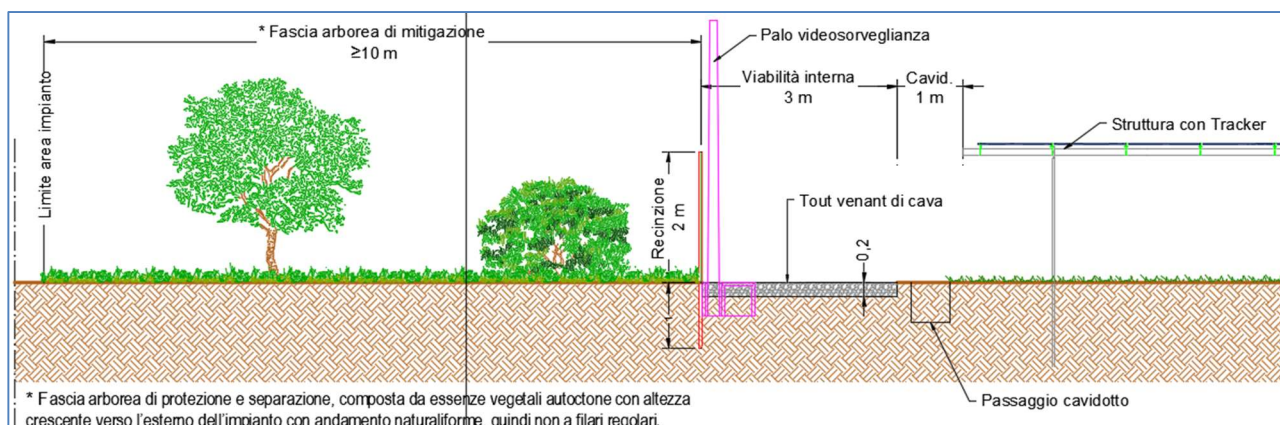 * Fascia arborea di mitigazione
≥10 m
Limite area impianto
Palo videosorveglianza
Viabilità interna
3 m
Cavid.
1 m
Struttura con Tracker
Recinzione
2 m
Tout venant di cava
0,2
1
Passaggio cavidotto
* Fascia arborea di protezione e separazione, composta da essenze vegetali autoctone con altezza
crescente verso l'esterno dell'impianto con andamento naturaliforme, quindi non a filari regolari.